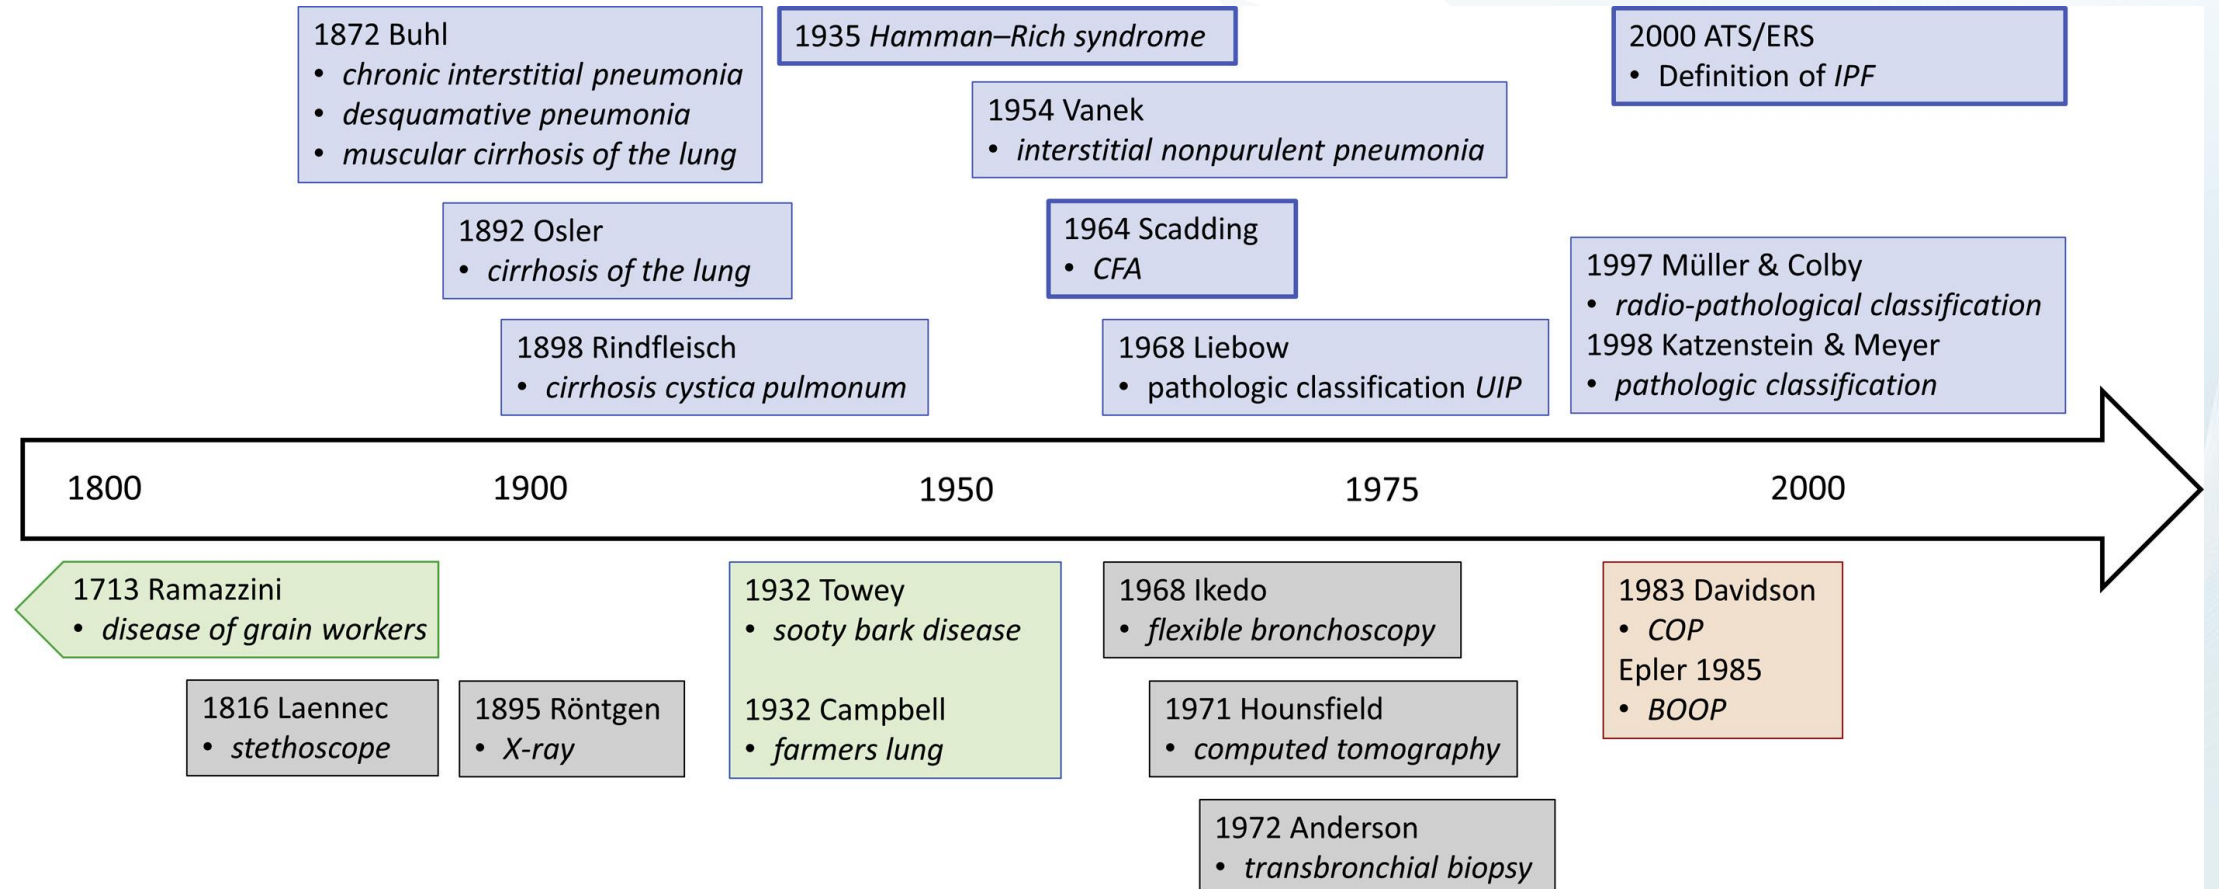 1872 Buhl
• chronic interstitial pneumonia
• desquamative pneumonia
• muscular cirrhosis of the lung
1935 Hamman–Rich syndrome
2000 ATS/ERS
• Definition of IPF
1954 Vanek
• interstitial nonpurulent pneumonia
1892 Osler
• cirrhosis of the lung
1964 Scadding
• CFA
1997 Müller & Colby
• radio-pathological classification
1998 Katzenstein & Meyer
• pathologic classification
1898 Rindfleisch
• cirrhosis cystica pulmonum
1968 Liebow
• pathologic classification UIP
1800
1900
1950
1975
2000
1713 Ramazzini
• disease of grain workers
1932 Towey
• sooty bark disease
1932 Campbell
• farmers lung
1968 Ikedo
• flexible bronchoscopy
1983 Davidson
• COP
Epler 1985
• BOOP
1816 Laennec
• stethoscope
1895 Röntgen
• X-ray
1971 Hounsfield
• computed tomography
1972 Anderson
• transbronchial biopsy